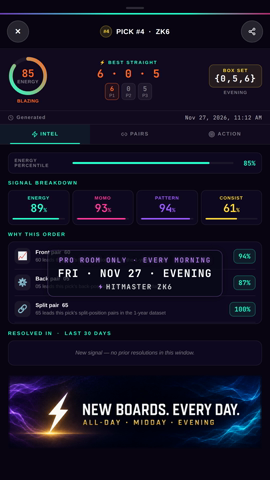 × #4 PICK #4 · ZK6
85
ENERGY
BLAZING
⚡ BEST STRAIGHT
6 · 0 · 5
6 P1 0 P2 5 P3
BOX SET
{0,5,6}
EVENING
Generated Nov 27, 2026, 11:12 AM
INTEL PAIRS ACTION
ENERGY PERCENTILE 85%
SIGNAL BREAKDOWN
ENERGY 89%
MOMO 93%
PATTERN 94%
CONSIST 61%
WHY THIS ORDER
Front pair 94%
PRO ROOM ONLY · EVERY MORNING
FRI · NOV 27 · EVENING
HITMASTER ZK6
Back 87%
Split pair 65
65 leads this pick's split-position pairs in the 1-year dataset
100%
RESOLVED IN · LAST 30 DAYS
New signal — no prior resolutions in this window.
NEW BOARDS. EVERY DAY.
ALL-DAY · MIDDAY · EVENING